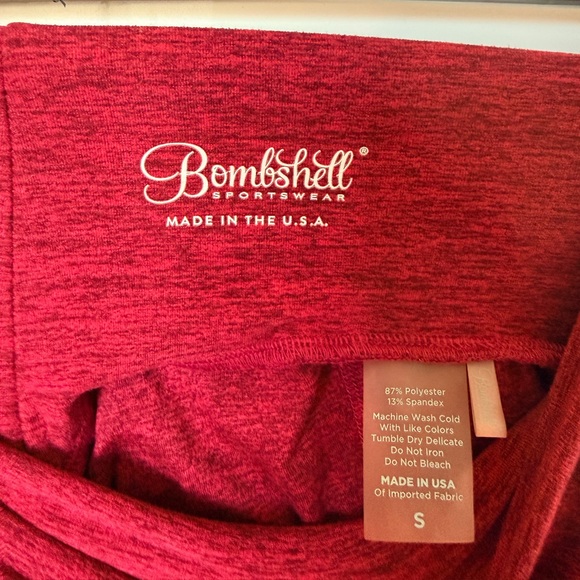 Bombshell®
SPORTSWEAR
MADE IN THE U.S.A.
87% Polyester
13% Spandex
Machine Wash Cold
With Like Colors
Tumble Dry Delicate
Do Not Iron
Do Not Bleach
MADE IN USA
Of Imported Fabric
S